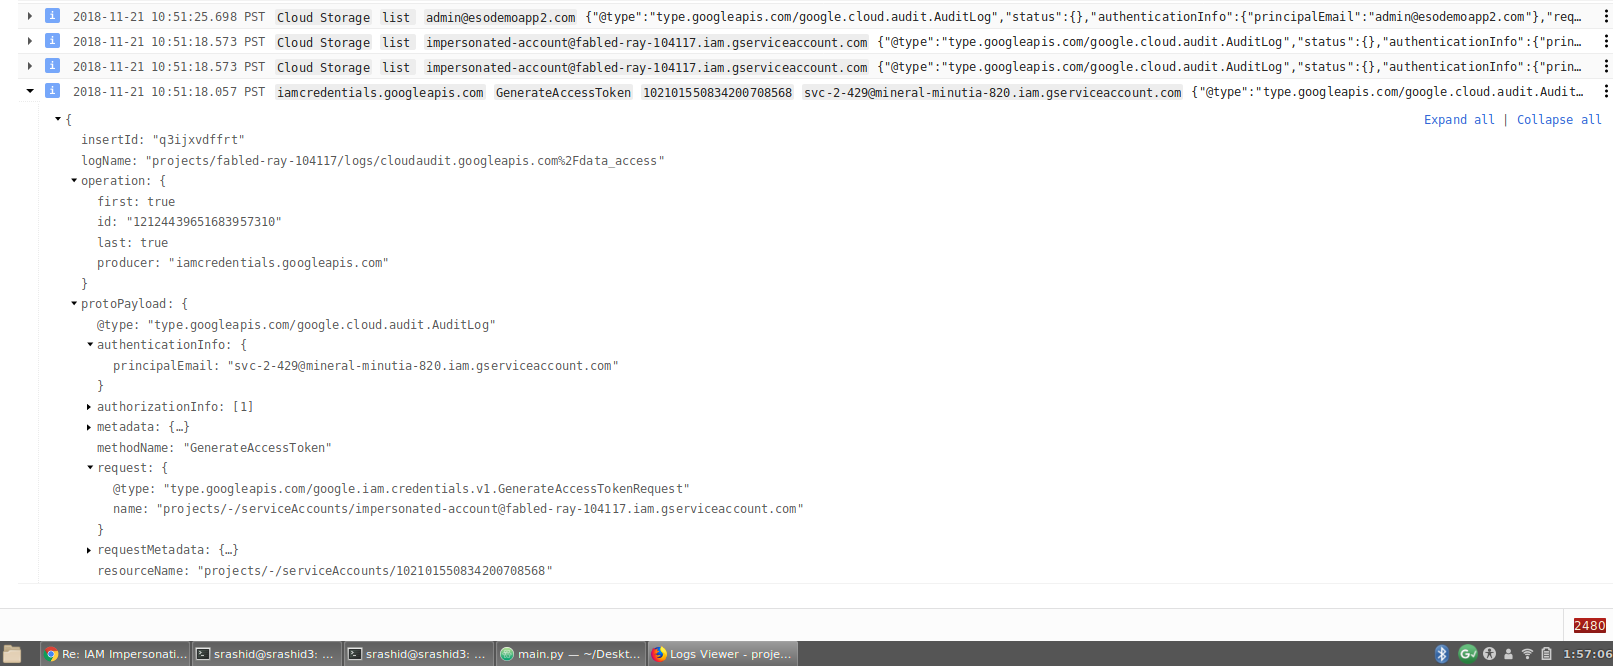 2018-11-21 10:51:25.698 PST Cloud Storage list admin@esodemoapp2.com {"@type":"type.googleapis.com/google.cloud.audit.AuditLog","status":{},"authenticationInfo":{"principalEmail":"admin@esodemoapp2.com"},"req…
2018-11-21 10:51:18.573 PST Cloud Storage list impersonated-account@fabled-ray-104117.iam.gserviceaccount.com {"@type":"type.googleapis.com/google.cloud.audit.AuditLog","status":{},"authenticationInfo":{"prin…
2018-11-21 10:51:18.573 PST Cloud Storage list impersonated-account@fabled-ray-104117.iam.gserviceaccount.com {"@type":"type.googleapis.com/google.cloud.audit.AuditLog","status":{},"authenticationInfo":{"prin…
2018-11-21 10:51:18.057 PST iamcredentials.googleapis.com GenerateAccessToken 102101550834200708568 svc-2-429@mineral-minutia-820.iam.gserviceaccount.com {"@type":"type.googleapis.com/google.cloud.audit.Audit…
{ Expand all | Collapse all
insertId: "q3ijxvdffrt"
logName: "projects/fabled-ray-104117/logs/cloudaudit.googleapis.com%2Fdata_access"
operation: {
first: true
id: "12124439651683957310"
last: true
producer: "iamcredentials.googleapis.com"
}
protoPayload: {
@type: "type.googleapis.com/google.cloud.audit.AuditLog"
authenticationInfo: {
principalEmail: "svc-2-429@mineral-minutia-820.iam.gserviceaccount.com"
}
authorizationInfo: [1]
metadata: {…}
methodName: "GenerateAccessToken"
request: {
@type: "type.googleapis.com/google.iam.credentials.v1.GenerateAccessTokenRequest"
name: "projects/-/serviceAccounts/impersonated-account@fabled-ray-104117.iam.gserviceaccount.com"
}
requestMetadata: {…}
resourceName: "projects/-/serviceAccounts/102101550834200708568"
2480
Re: IAM Impersonati... srashid@srashid3: ... srashid@srashid3: ... main.py — ~/Deskt... Logs Viewer - proje... 1:57:06